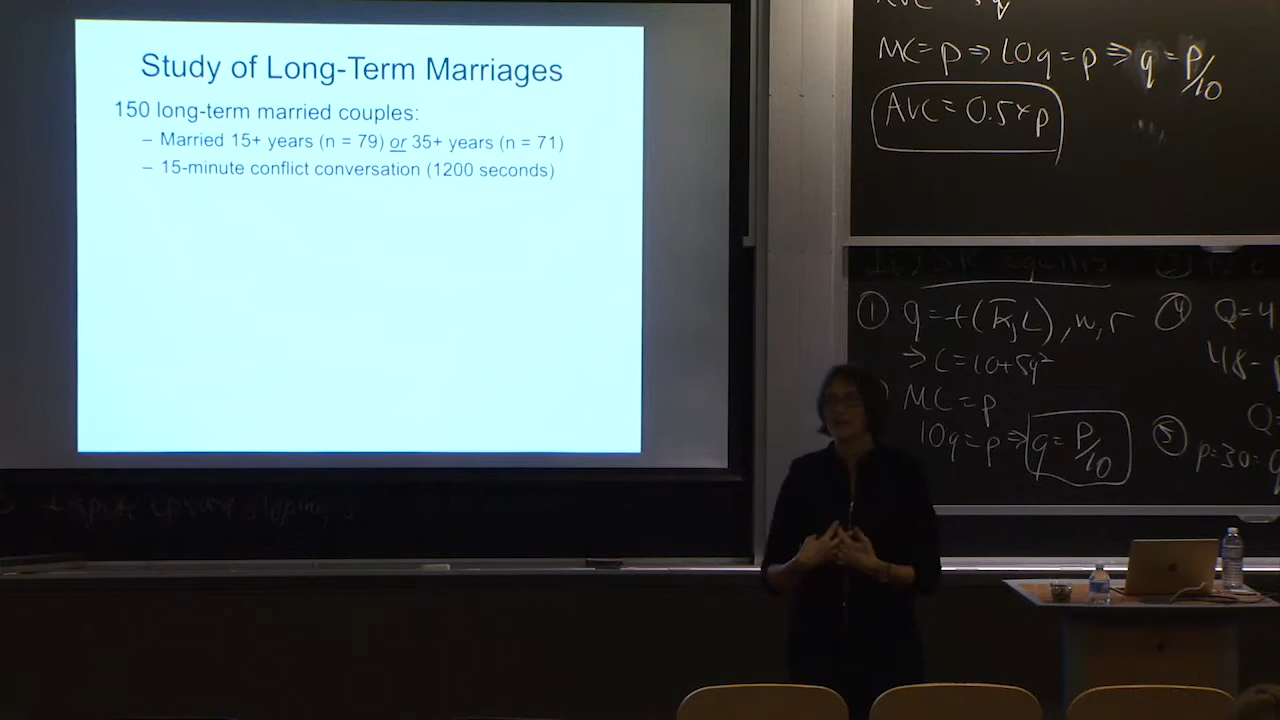 Study of Long-Term Marriages
150 long-term married couples:
– Married 15+ years (n = 79) or 35+ years (n = 71)
– 15-minute conflict conversation (1200 seconds)
MC = p ⇒ 10q = p ⇒ q = P/10
AVC = 0.5 * p
① q = f(K, L), w, r
→ C = 10 + 5q²
MC = p
10q = p ⇒ q = P/10
④ Q = 4
48 -
Q
⑤ p = 30